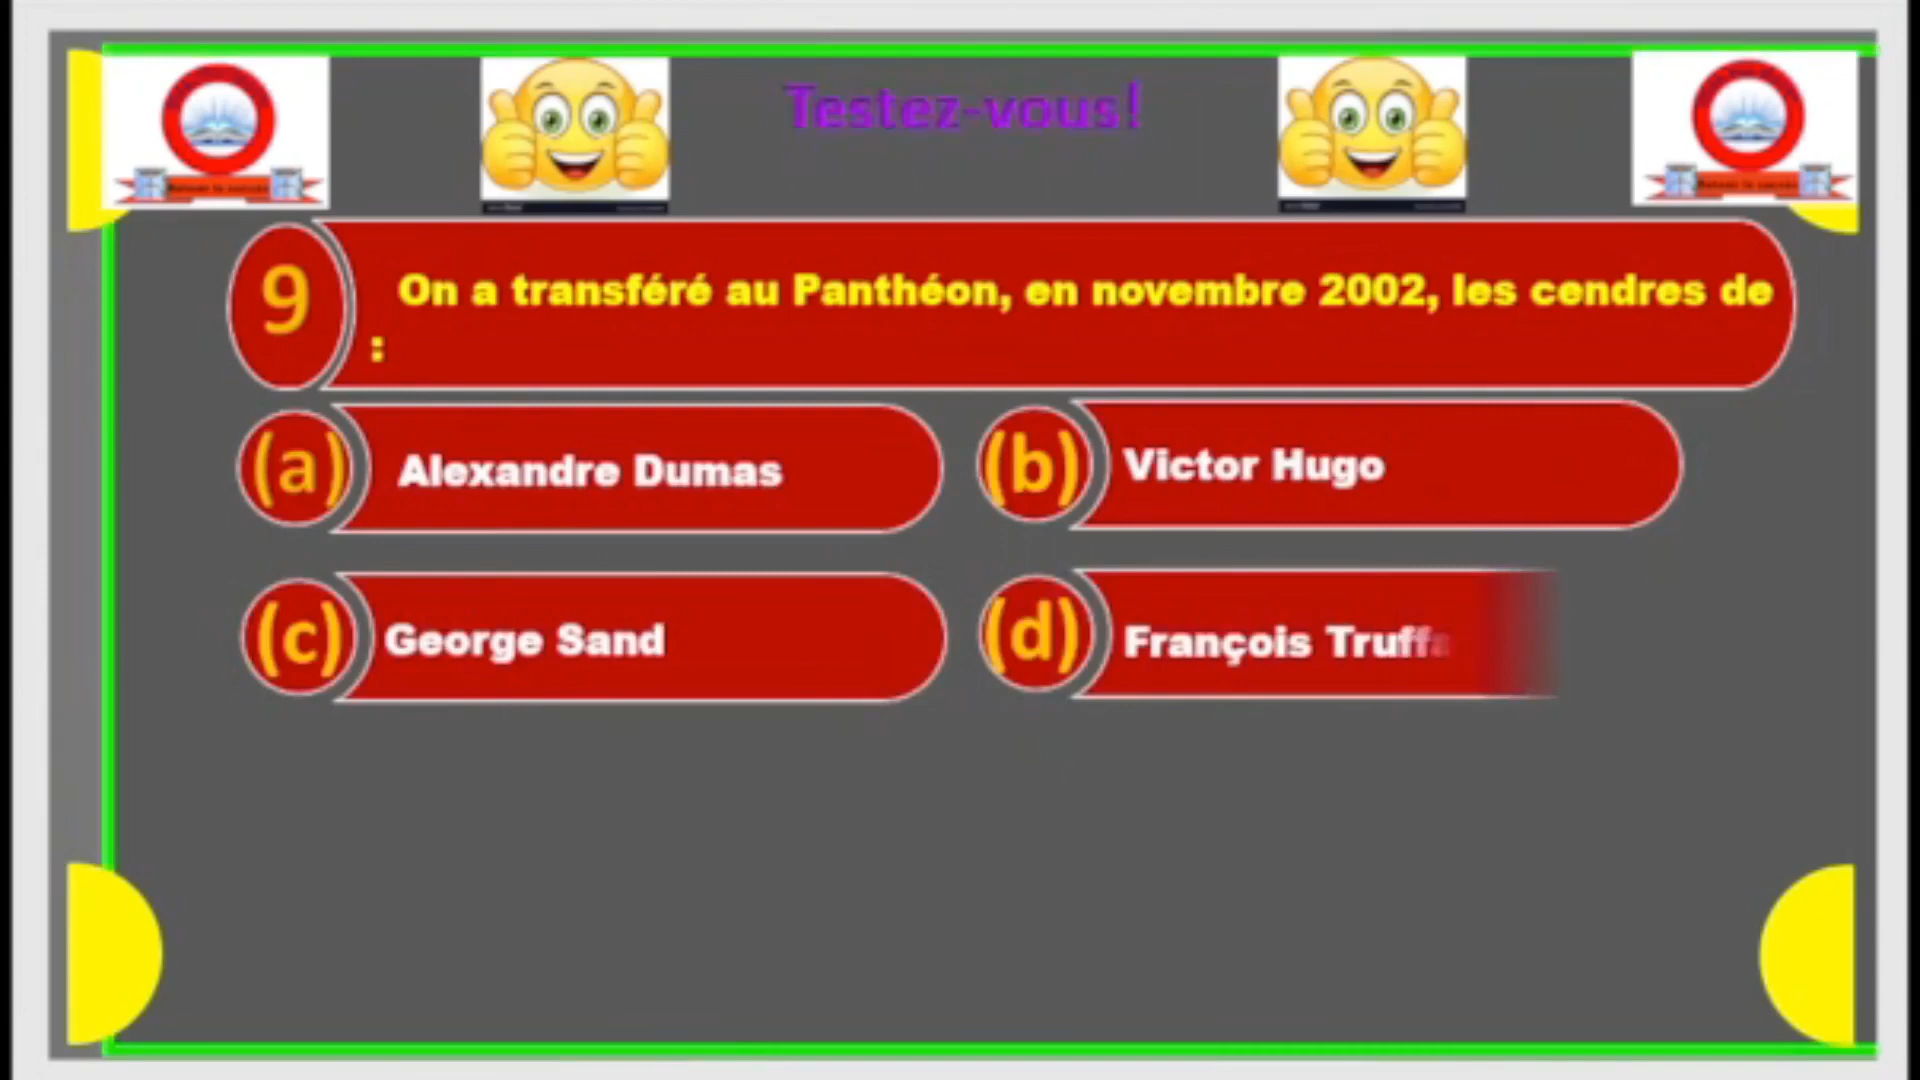 Testez-vous!
9
On a transféré au Panthéon, en novembre 2002, les cendres de
:
(a) Alexandre Dumas
(b) Victor Hugo
(c) George Sand
(d) François Truffa